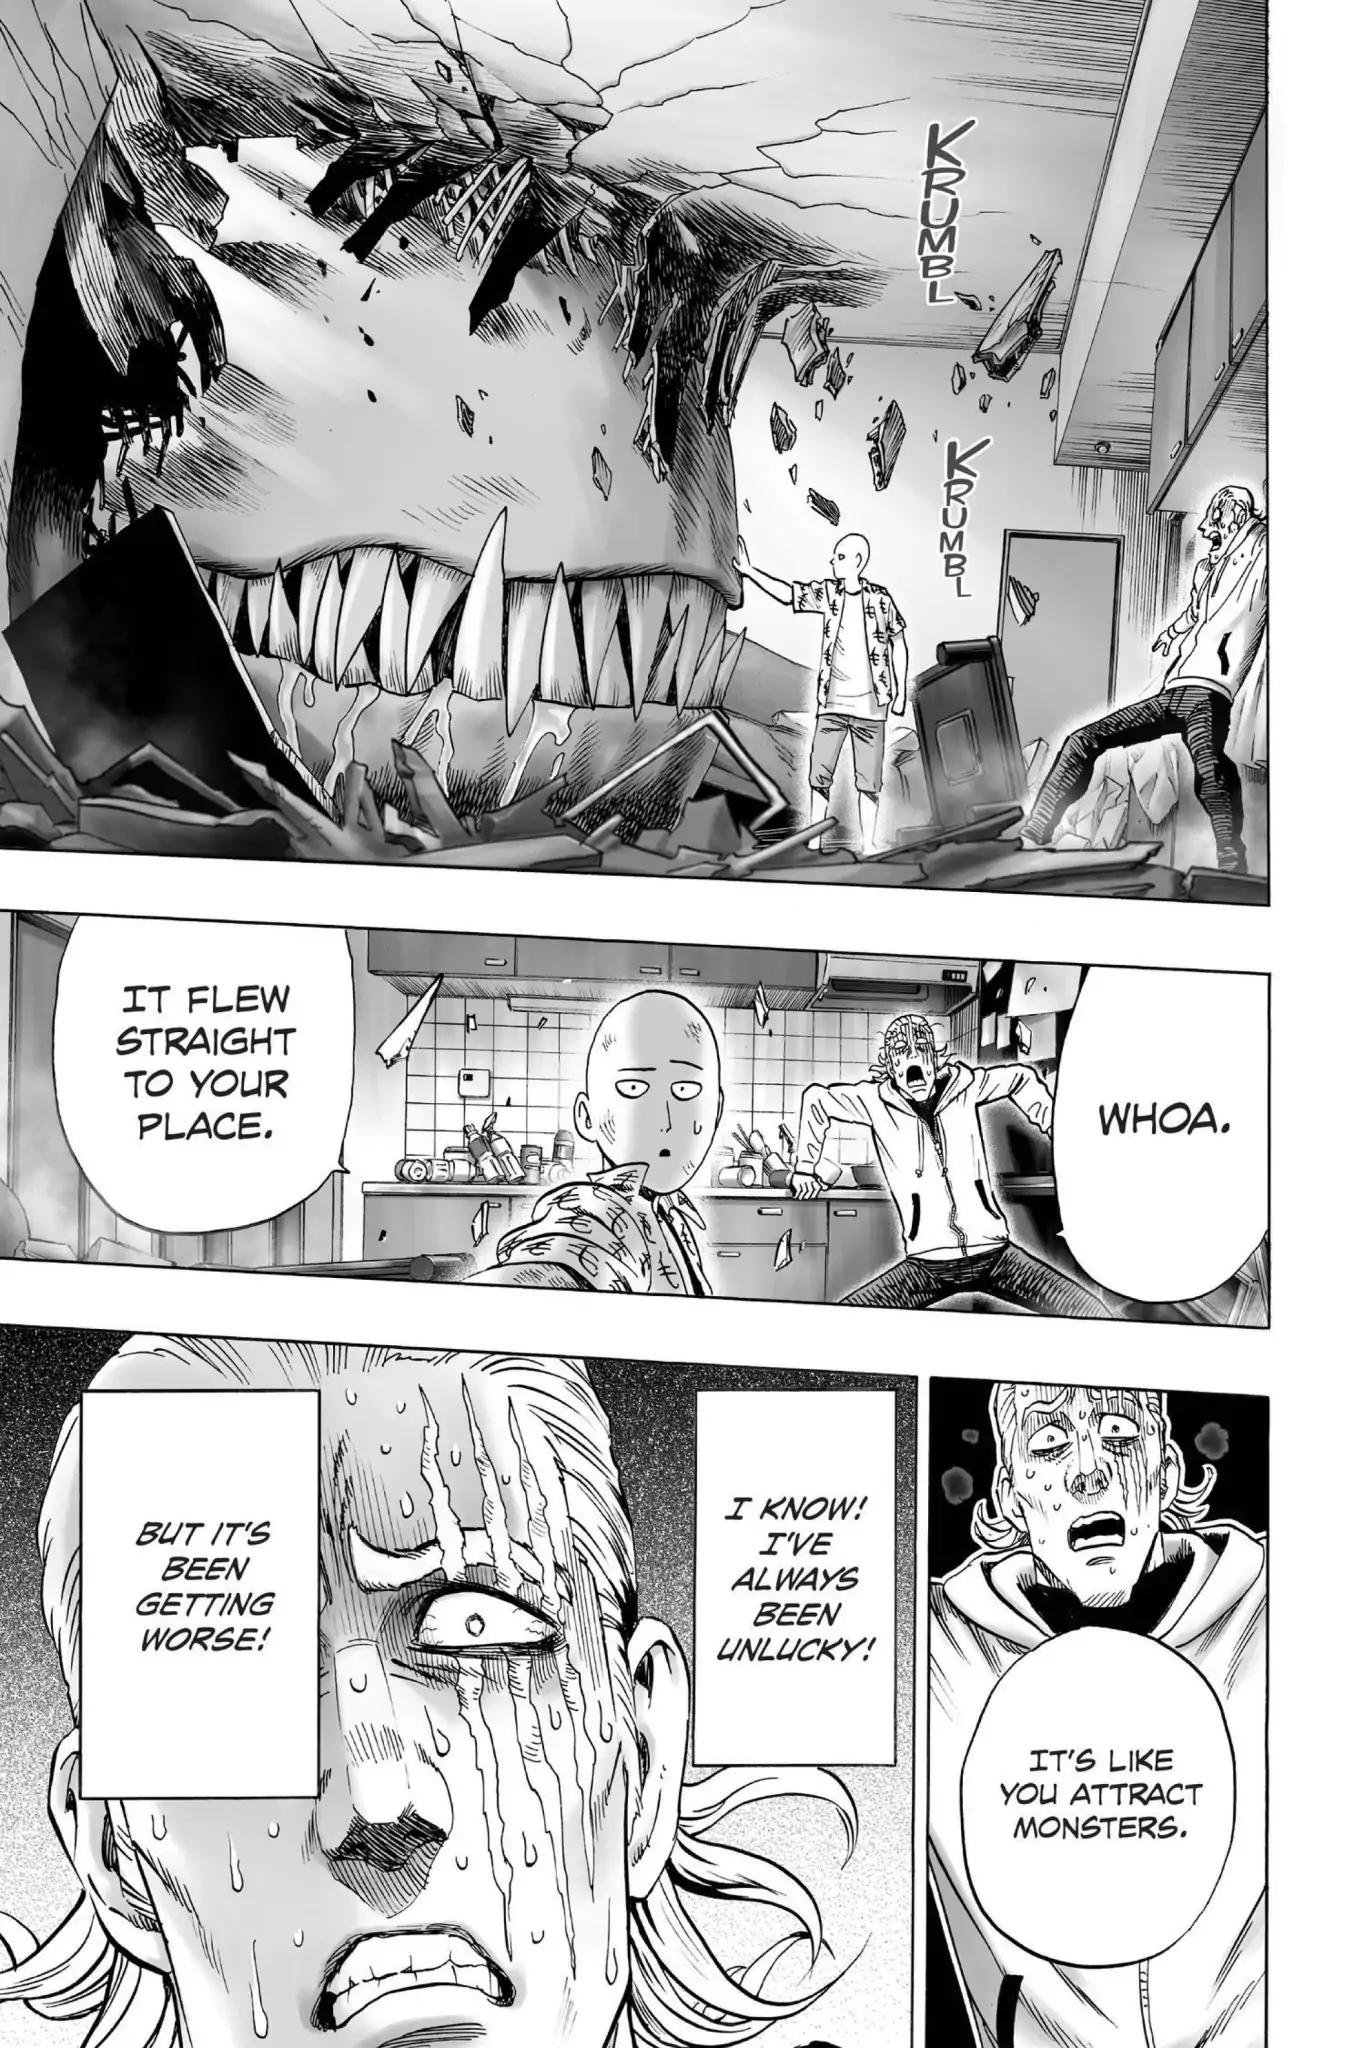 KRUMBL
KRUMBL
WHOA.
IT FLEW
STRAIGHT
TO YOUR
PLACE.
IT'S LIKE
YOU ATTRACT
MONSTERS.
I KNOW!
I'VE
ALWAYS
BEEN
UNLUCKY!
BUT IT'S
BEEN
GETTING
WORSE!